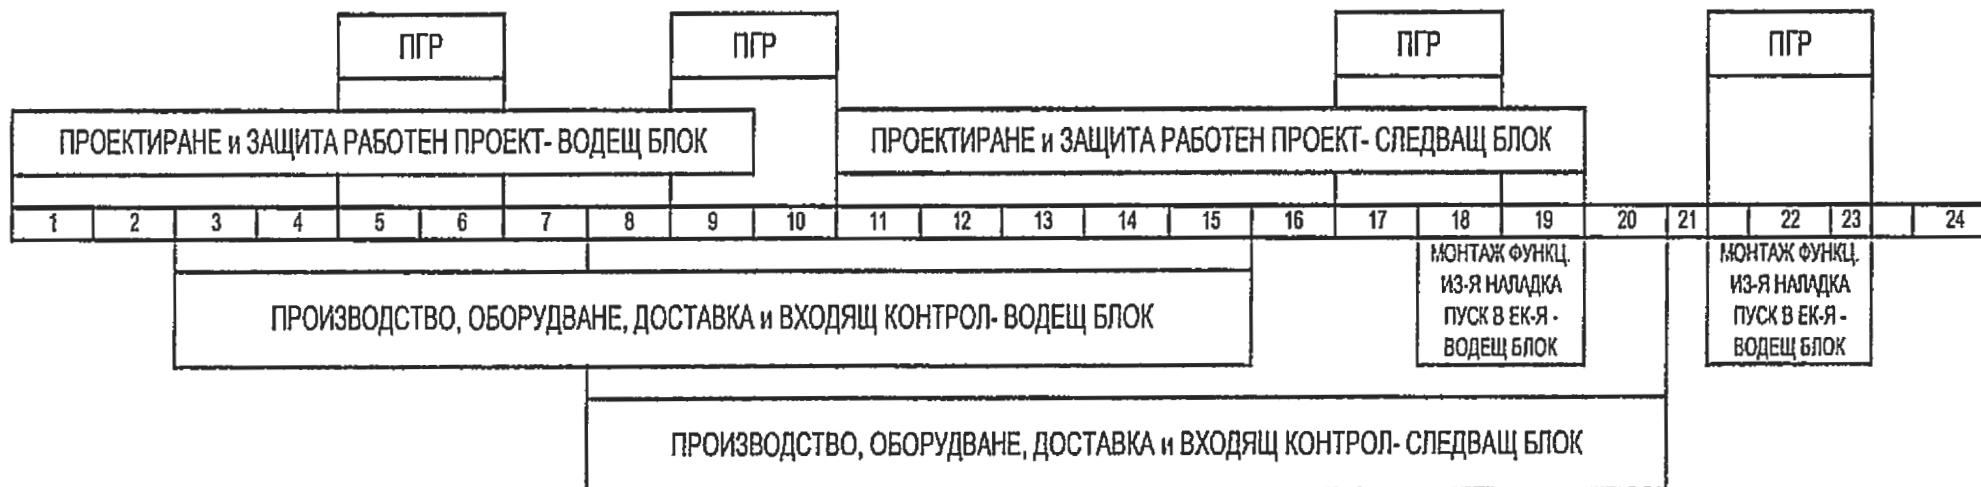 ПГР ПГР ПГР ПГР
ПРОЕКТИРАНЕ и ЗАЩИТА РАБОТЕН ПРОЕКТ- ВОДЕЩ БЛОК
ПРОЕКТИРАНЕ и ЗАЩИТА РАБОТЕН ПРОЕКТ- СЛЕДВАЩ БЛОК
1 2 3 4 5 6 7 8 9 10 11 12 13 14 15 16 17 18 19 20 21 22 23 24
МОНТАЖ ФУНКЦ.
ИЗ-Я НАЛАДКА
ПУСК В ЕК-Я -
ВОДЕЩ БЛОК
МОНТАЖ ФУНКЦ.
ИЗ-Я НАЛАДКА
ПУСК В ЕК-Я -
ВОДЕЩ БЛОК
ПРОИЗВОДСТВО, ОБОРУДВАНЕ, ДОСТАВКА и ВХОДЯЩ КОНТРОЛ- ВОДЕЩ БЛОК
ПРОИЗВОДСТВО, ОБОРУДВАНЕ, ДОСТАВКА и ВХОДЯЩ КОНТРОЛ- СЛЕДВАЩ БЛОК